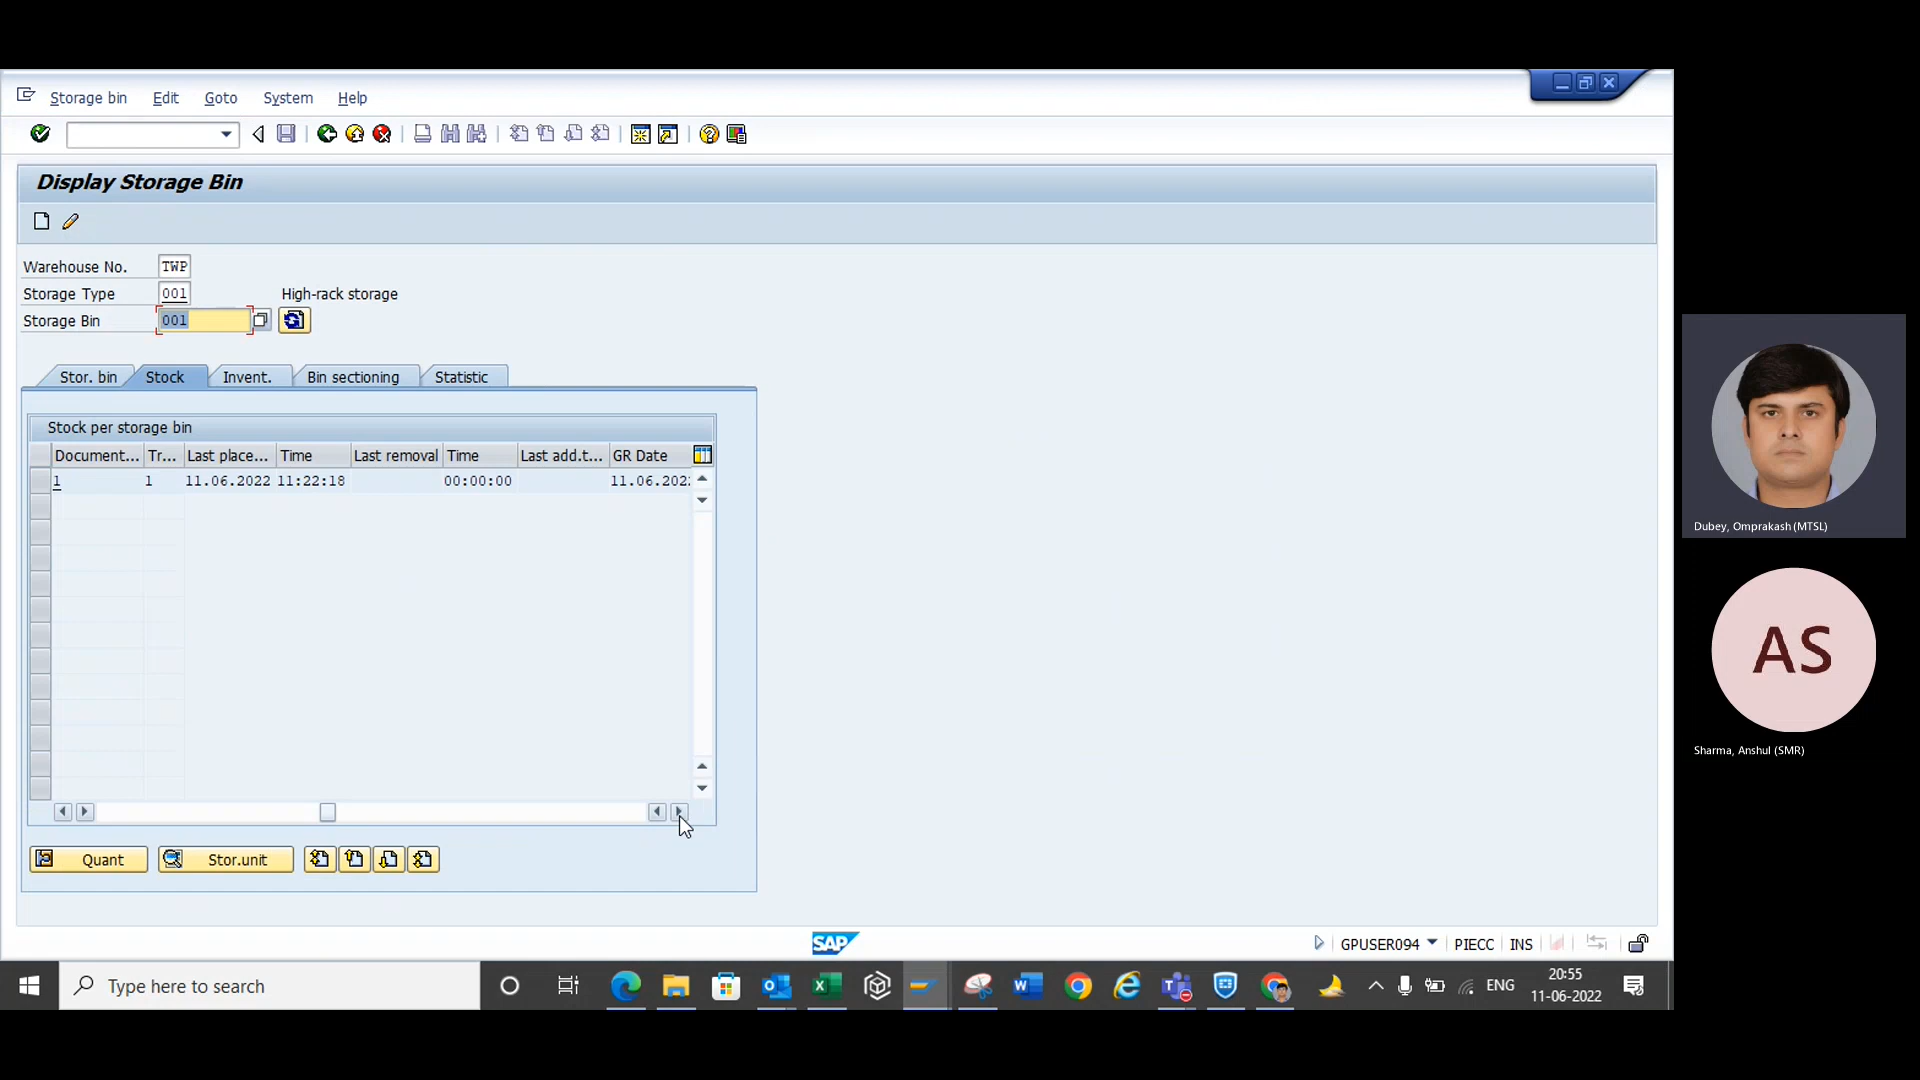 Storage bin Edit Goto System Help
Display Storage Bin
Warehouse No. TWP
Storage Type 001 High-rack storage
Storage Bin 001
Stor. bin Stock Invent. Bin sectioning Statistic
Stock per storage bin
Document... Tr... Last place... Time Last removal Time Last add.t... GR Date
1 1 11.06.2022 11:22:18 00:00:00 11.06.202
Quant Stor.unit
SAP GPUSER094 PIECC INS
Type here to search ENG 20:55
11-06-2022
Dubey, Omprakash (MTSL)
AS
Sharma, Anshul (SMR)